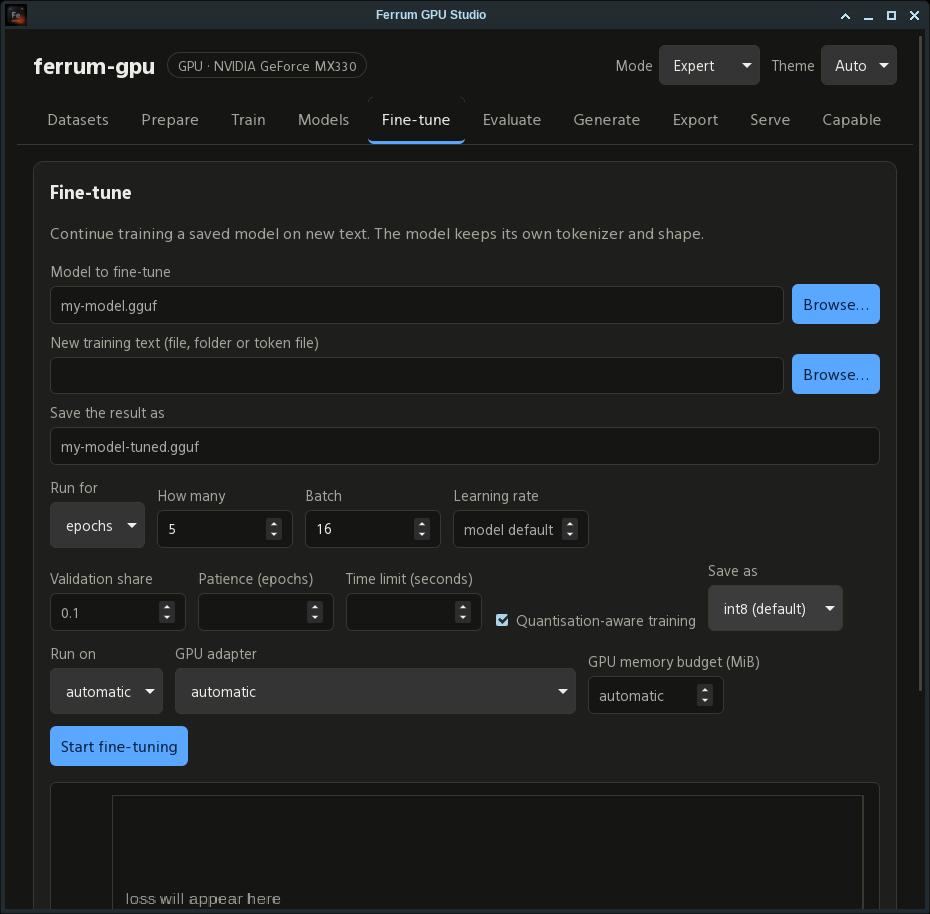 Ferrum GPU Studio
ferrum-gpu GPU · NVIDIA GeForce MX330 Mode Expert Theme Auto
Datasets Prepare Train Models Fine-tune Evaluate Generate Export Serve Capable
Fine-tune
Continue training a saved model on new text. The model keeps its own tokenizer and shape.
Model to fine-tune
my-model.gguf Browse...
New training text (file, folder or token file)
Browse...
Save the result as
my-model-tuned.gguf
Run for How many Batch Learning rate
epochs 5 16 model default
Validation share Patience (epochs) Time limit (seconds) Save as
0.1 Quantisation-aware training int8 (default)
Run on GPU adapter GPU memory budget (MiB)
automatic automatic automatic
Start fine-tuning
loss will appear here